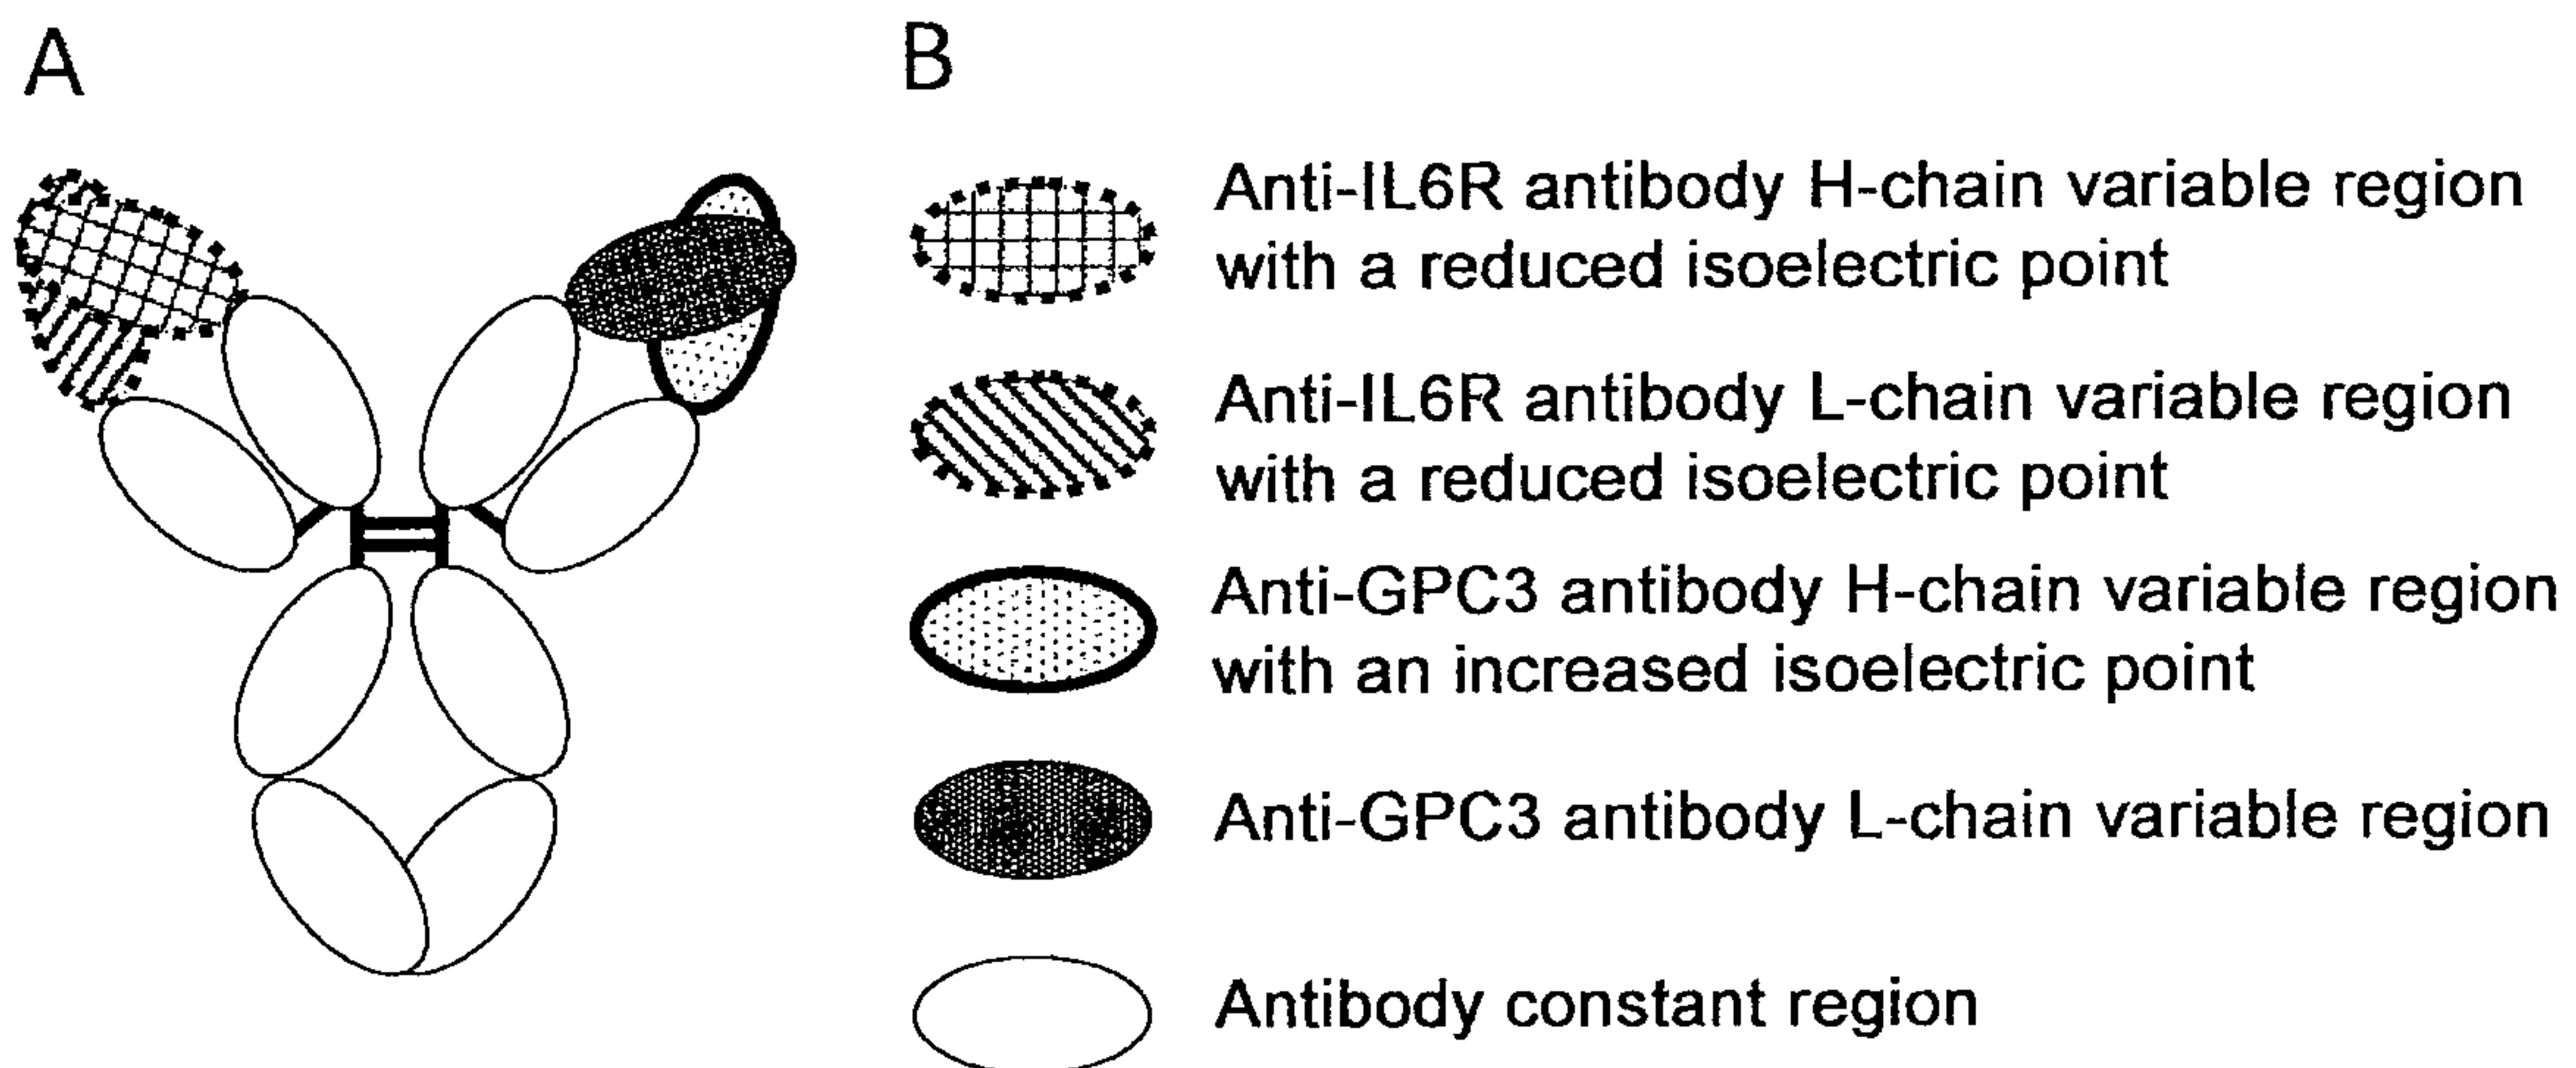 A
B
Anti-IL6R antibody H-chain variable region
with a reduced isoelectric point
Anti-IL6R antibody L-chain variable region
with a reduced isoelectric point
Anti-GPC3 antibody H-chain variable region
with an increased isoelectric point
Anti-GPC3 antibody L-chain variable region
Antibody constant region